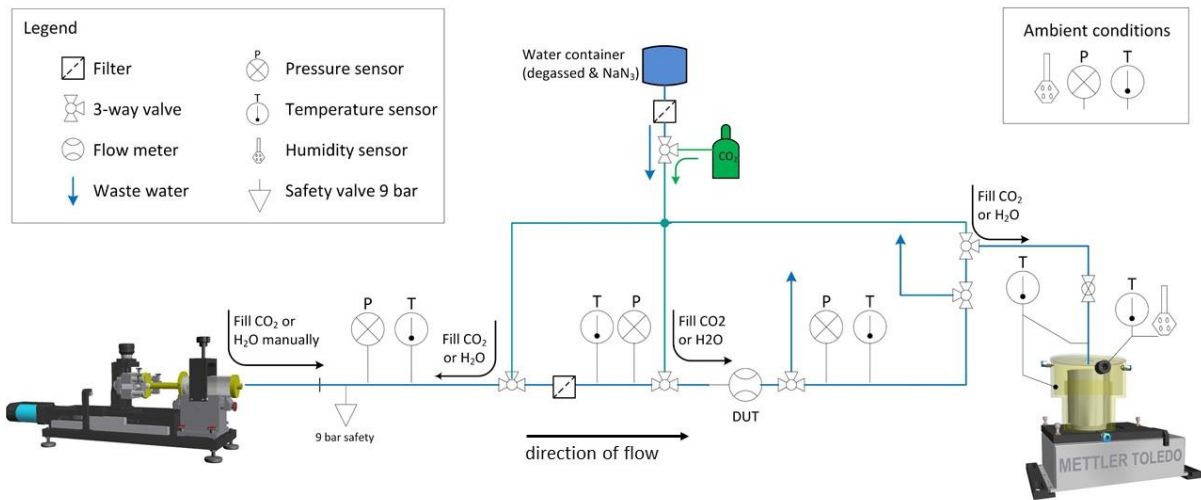 Legend
Filter
3-way valve
Flow meter
Waste water
P
Pressure sensor
T
Temperature sensor
Humidity sensor
Safety valve 9 bar
Water container
(degassed & NaN₃)
CO₂
Ambient conditions
P T
Fill CO₂
or H₂O
T
T
Fill CO₂ or
H₂O manually
P T
Fill CO₂
or H₂O
T P
Fill CO2
or H2O
P T
DUT
9 bar safety
direction of flow
METTLER TOLEDO